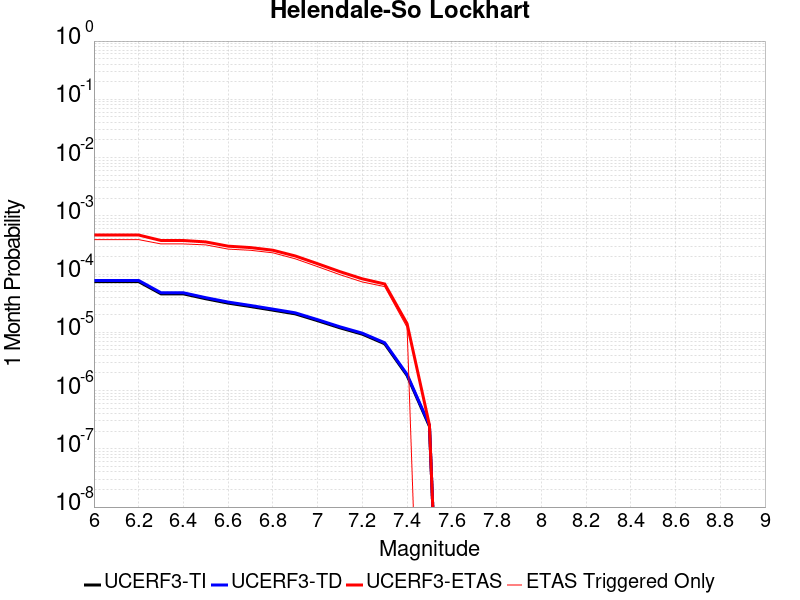 Helendale-So Lockhart
10^0
10^-1
10^-2
10^-3
10^-4
10^-5
10^-6
10^-7
10^-8
1 Month Probability
6 6.2 6.4 6.6 6.8 7 7.2 7.4 7.6 7.8 8 8.2 8.4 8.6 8.8 9
Magnitude
UCERF3-TI UCERF3-TD UCERF3-ETAS ETAS Triggered Only